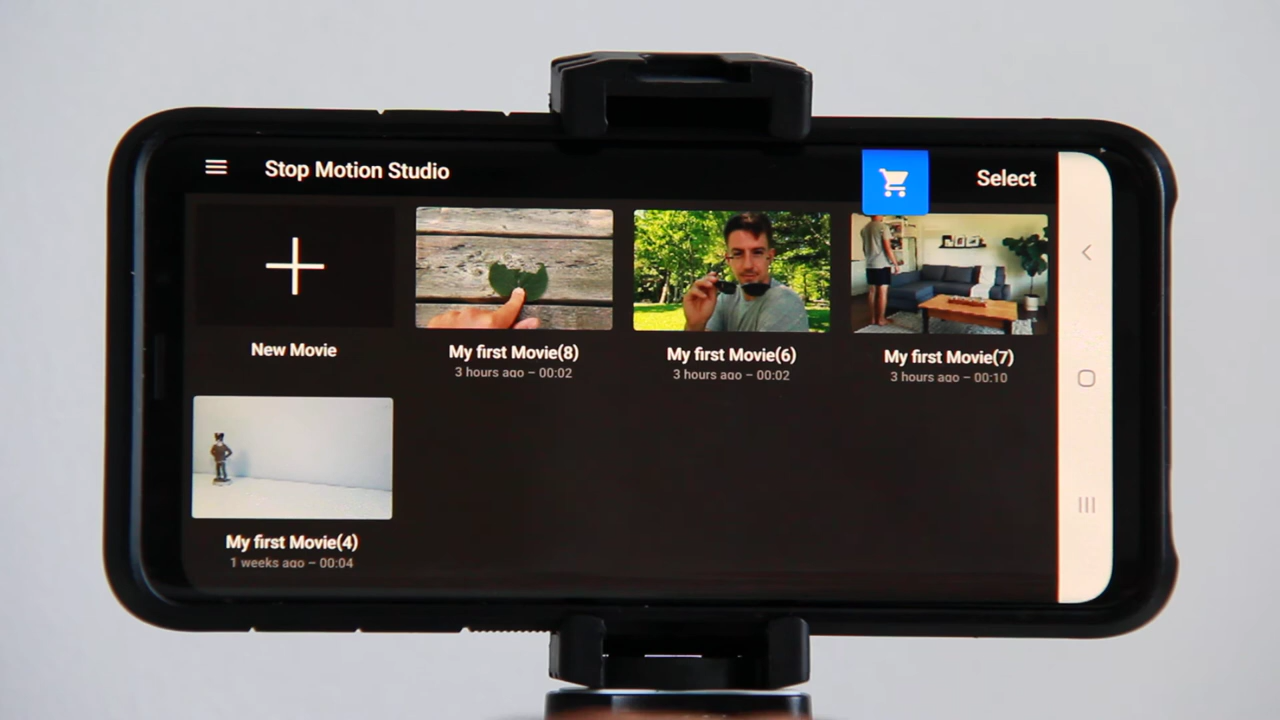 Stop Motion Studio
Select
New Movie
My first Movie(8)
3 hours ago – 00:02
My first Movie(6)
3 hours ago – 00:02
My first Movie(7)
3 hours ago – 00:10
My first Movie(4)
1 weeks ago – 00:04